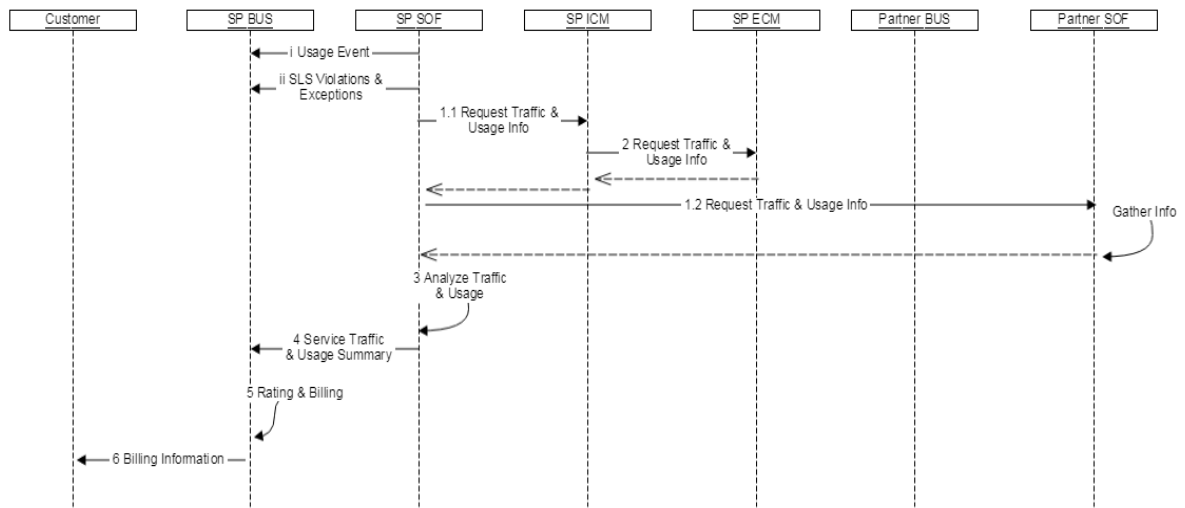 Customer
SP BUS
SP SOF
SP ICM
SP ECM
Partner BUS
Partner SOF
i Usage Event
ii SLS Violations &
Exceptions
1.1 Request Traffic &
Usage Info
2 Request Traffic &
Usage Info
1.2 Request Traffic & Usage Info
Gather Info
3 Analyze Traffic
& Usage
4 Service Traffic
& Usage Summary
5 Rating & Billing
6 Billing Information